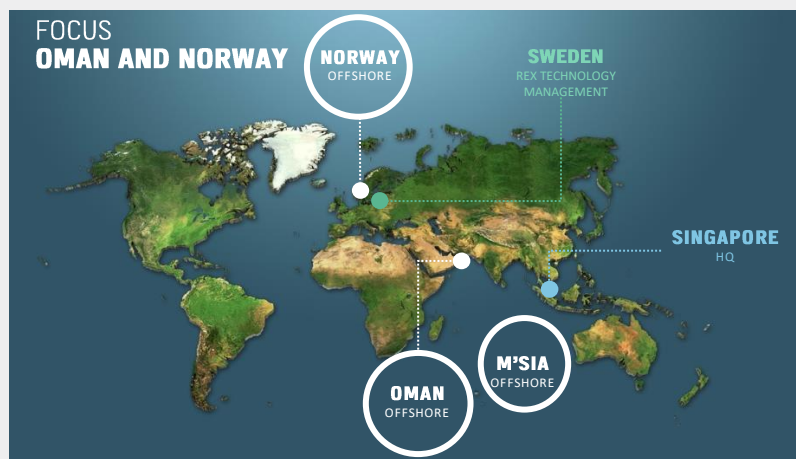 FOCUS
OMAN AND NORWAY
NORWAY
OFFSHORE
SWEDEN
REX TECHNOLOGY
MANAGEMENT
SINGAPORE
HQ
M'SIA
OFFSHORE
OMAN
OFFSHORE